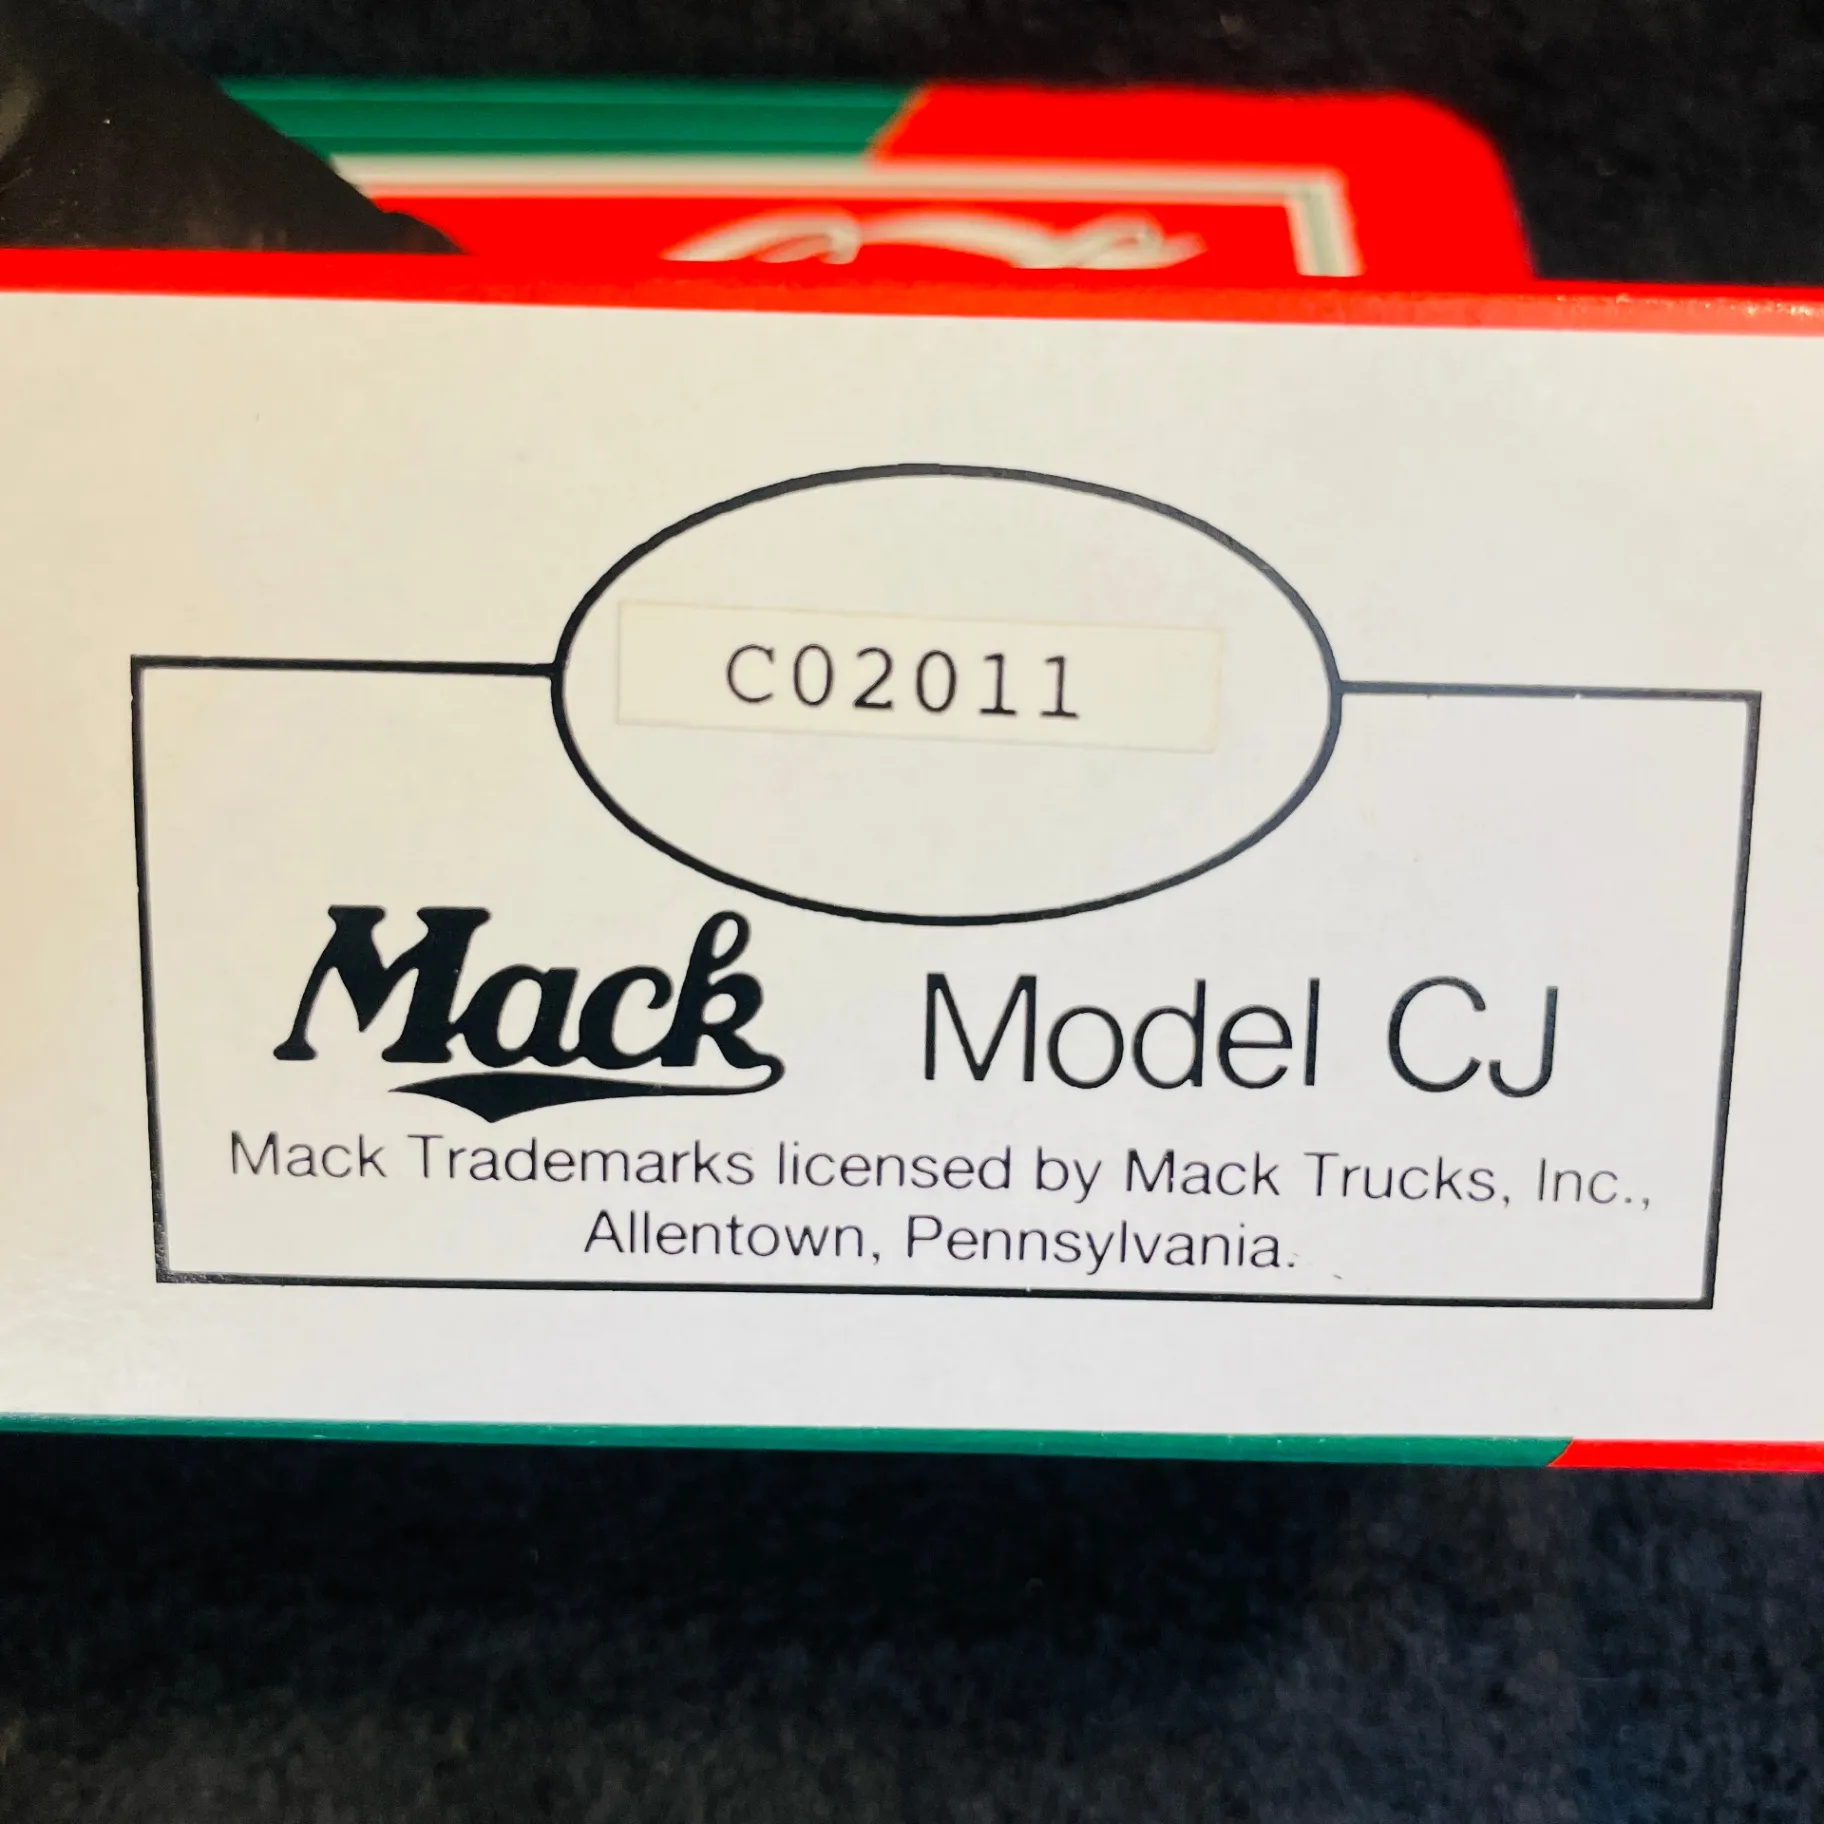 C02011
Mack Model CJ
Mack Trademarks licensed by Mack Trucks, Inc.,
Allentown, Pennsylvania.